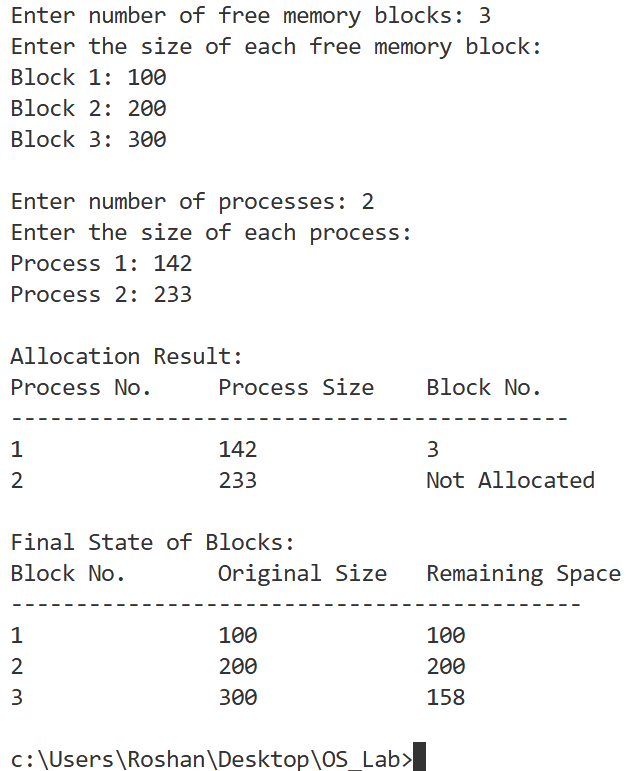 Enter number of free memory blocks: 3
Enter the size of each free memory block:
Block 1: 100
Block 2: 200
Block 3: 300
Enter number of processes: 2
Enter the size of each process:
Process 1: 142
Process 2: 233
Allocation Result:
Process No.     Process Size    Block No.
-------------------------------------------
1               142             3
2               233             Not Allocated
Final State of Blocks:
Block No.       Original Size   Remaining Space
--------------------------------------------
1               100             100
2               200             200
3               300             158
c:\Users\Roshan\Desktop\OS_Lab>